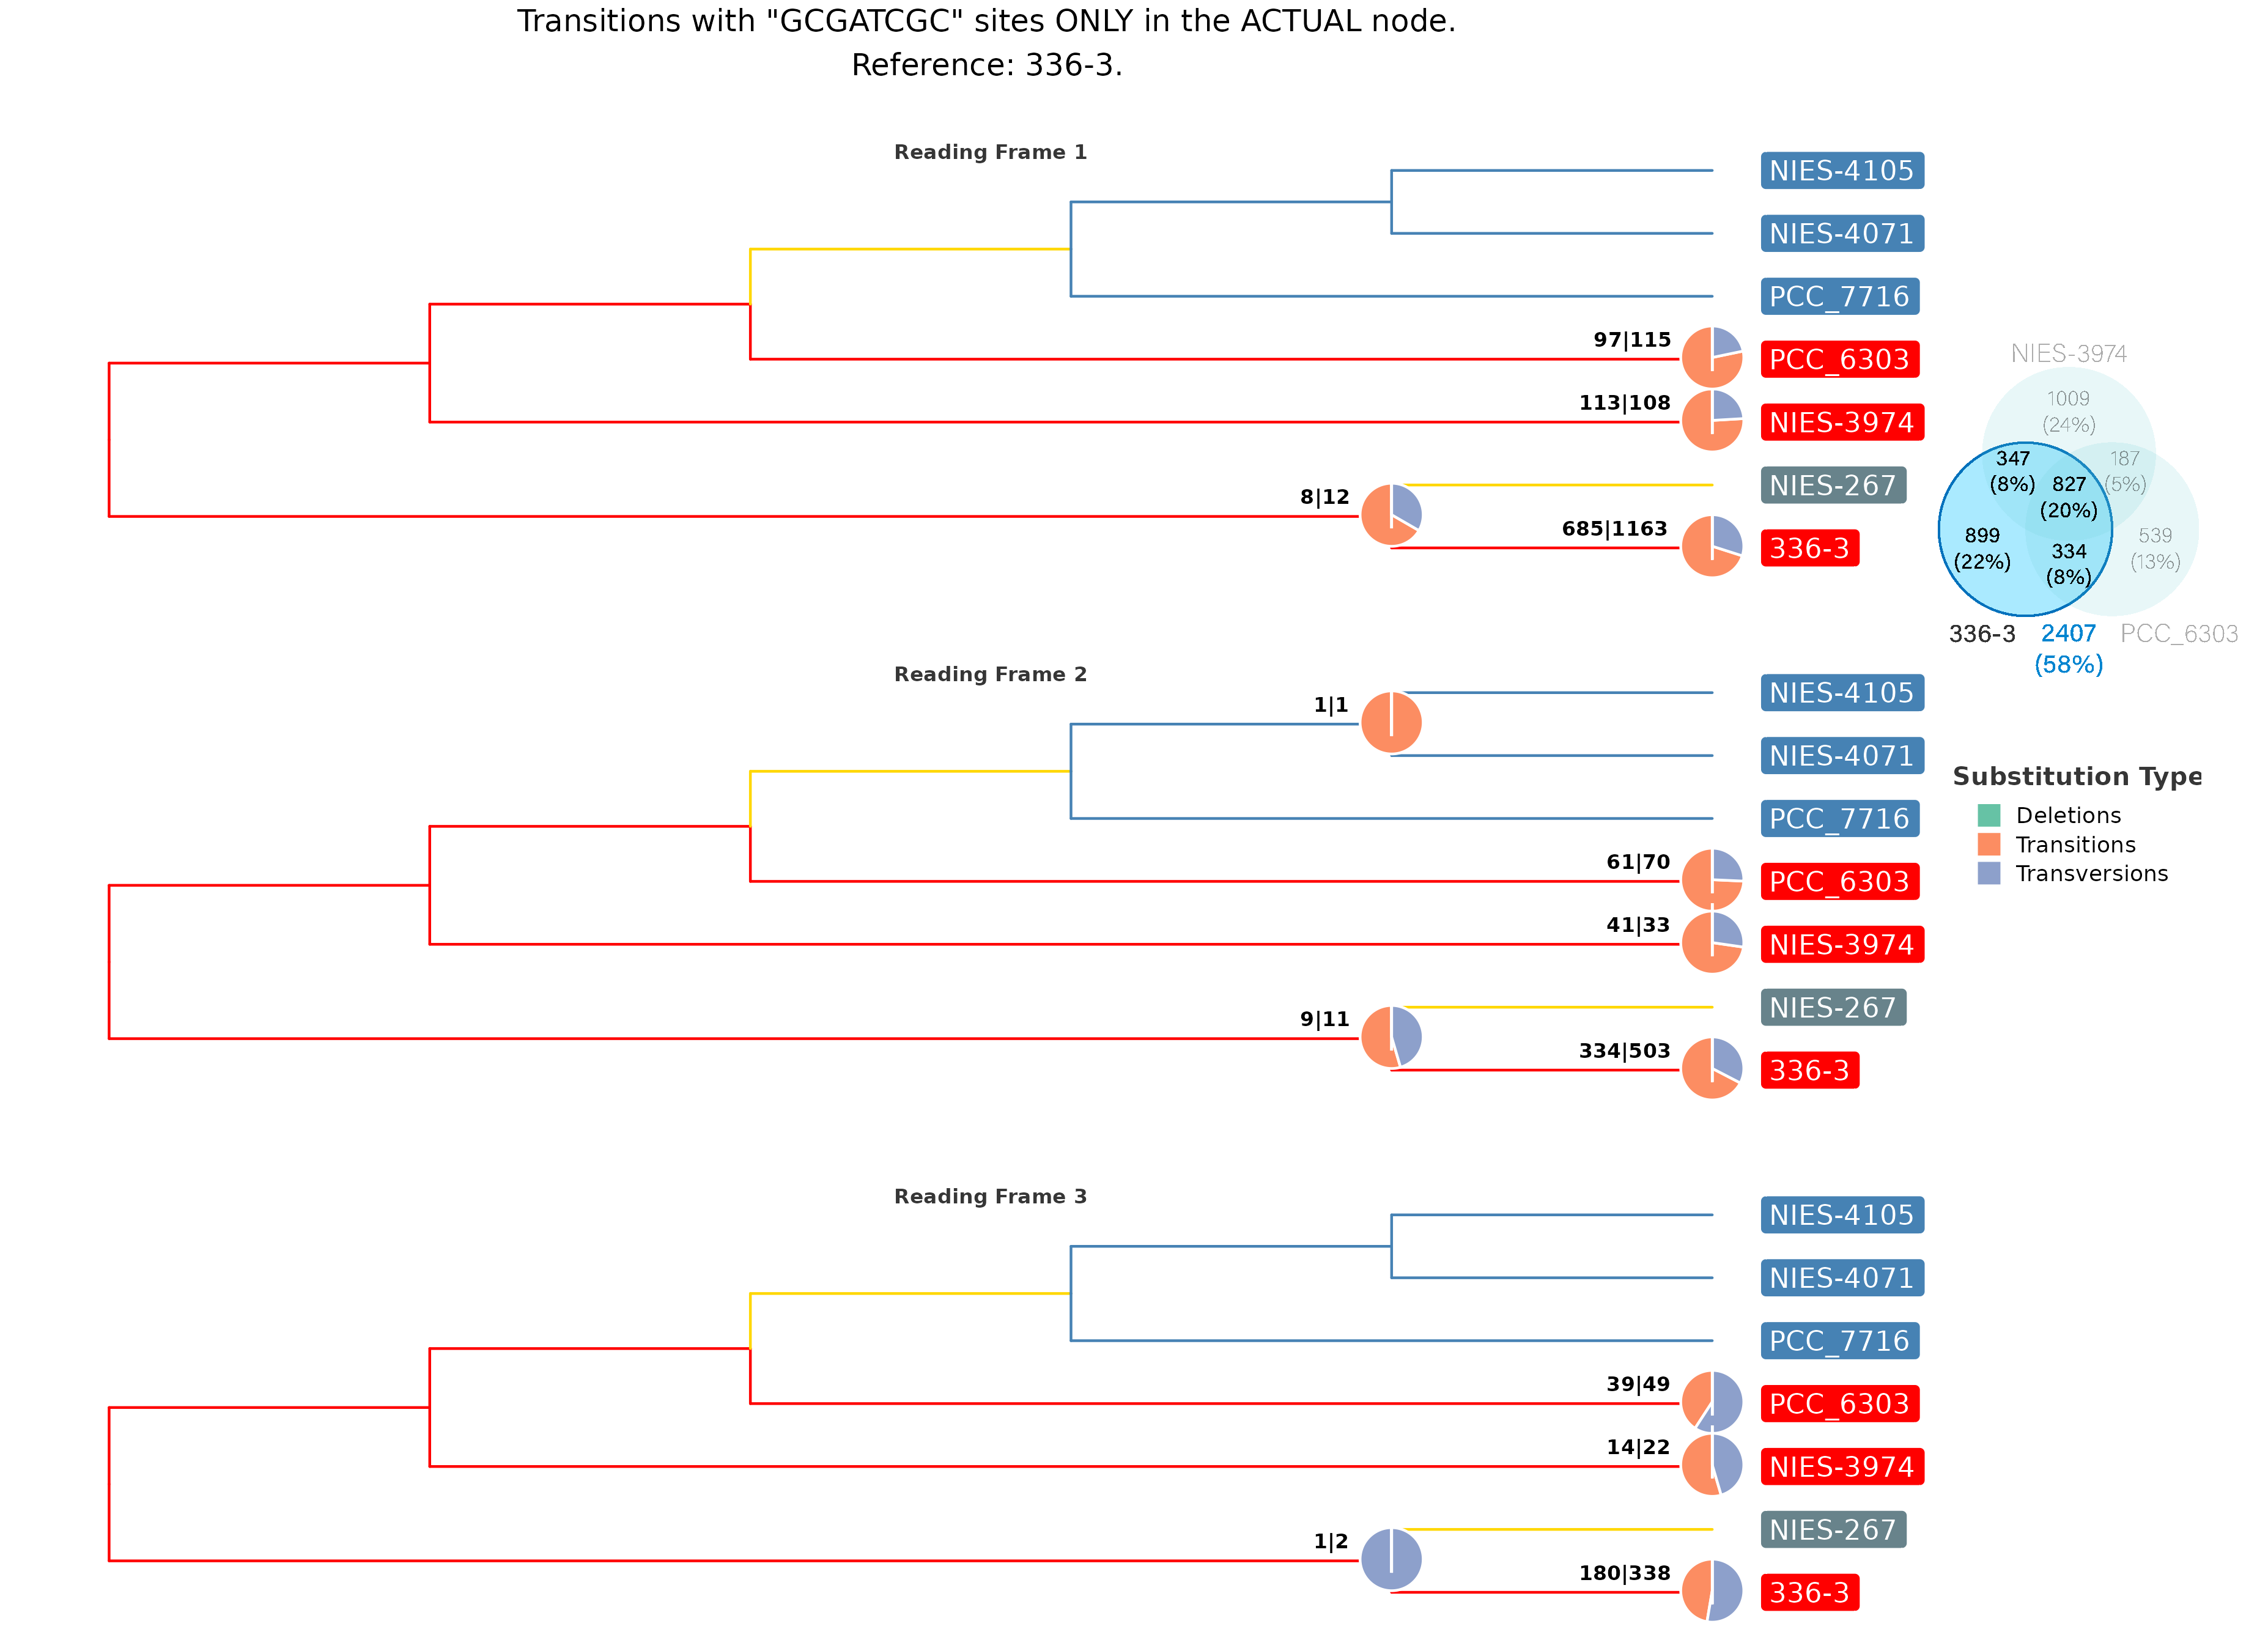 Transitions with "GCGATCGC" sites ONLY in the ACTUAL node.
Reference: 336-3.
Reading Frame 1
NIES-4105
NIES-4071
PCC_7716
97|115
PCC_6303
113|108
NIES-3974
8|12
NIES-267
685|1163
336-3
NIES-3974
1009
(24%)
347
(8%)
187
(5%)
827
(20%)
899
(22%)
334
(8%)
539
(13%)
336-3
2407
(58%)
PCC_6303
Reading Frame 2
1|1
NIES-4105
NIES-4071
PCC_7716
61|70
PCC_6303
41|33
NIES-3974
9|11
NIES-267
334|503
336-3
Substitution Type
Deletions
Transitions
Transversions
Reading Frame 3
NIES-4105
NIES-4071
PCC_7716
39|49
PCC_6303
14|22
NIES-3974
1|2
NIES-267
180|338
336-3